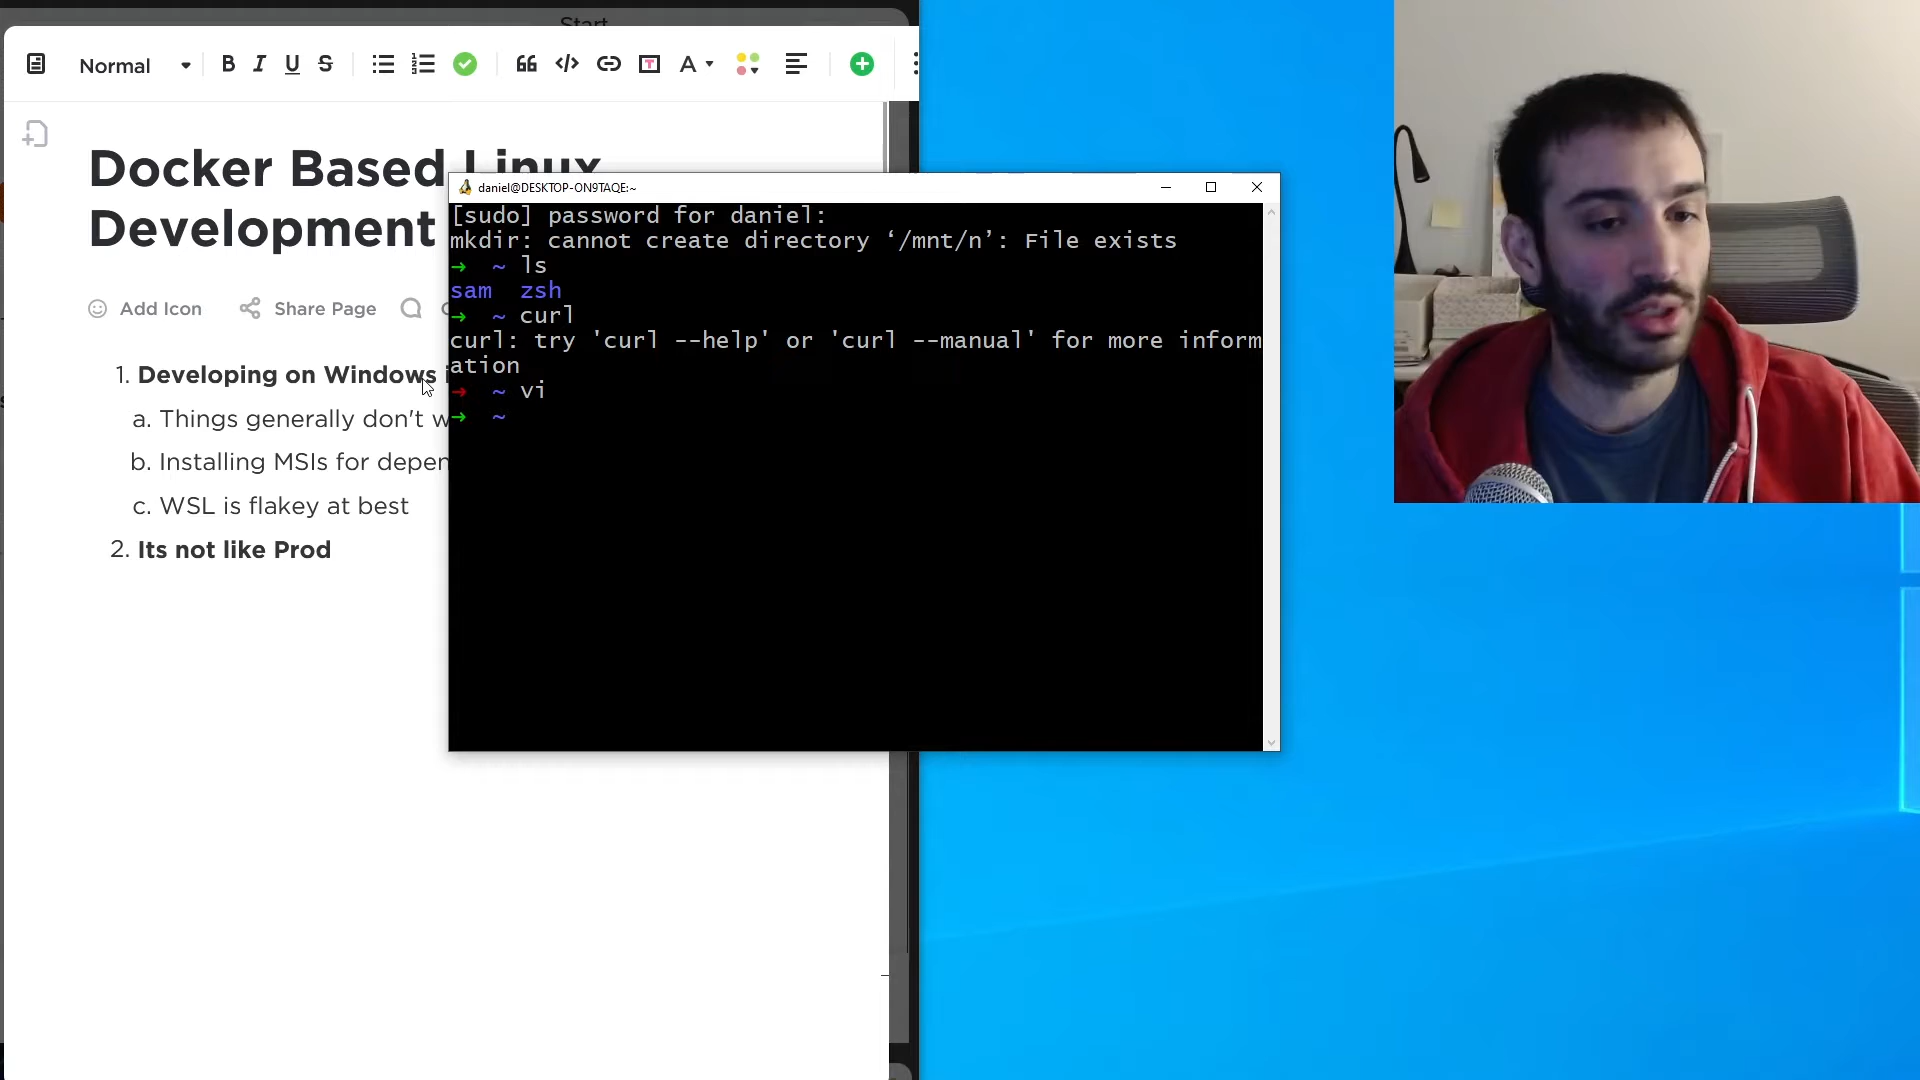 Start
Normal
B I U S
A
Docker Based Linux
Development
Add Icon
Share Page
1. Developing on Windows
a. Things generally don't w
b. Installing MSIs for depen
c. WSL is flakey at best
2. Its not like Prod
daniel@DESKTOP-ON9TAQE:~
[sudo] password for daniel:
mkdir: cannot create directory ‘/mnt/n’: File exists
➜ ~ ls
sam zsh
➜ ~ curl
curl: try 'curl --help' or 'curl --manual' for more inform
ation
➜ ~ vi
➜ ~